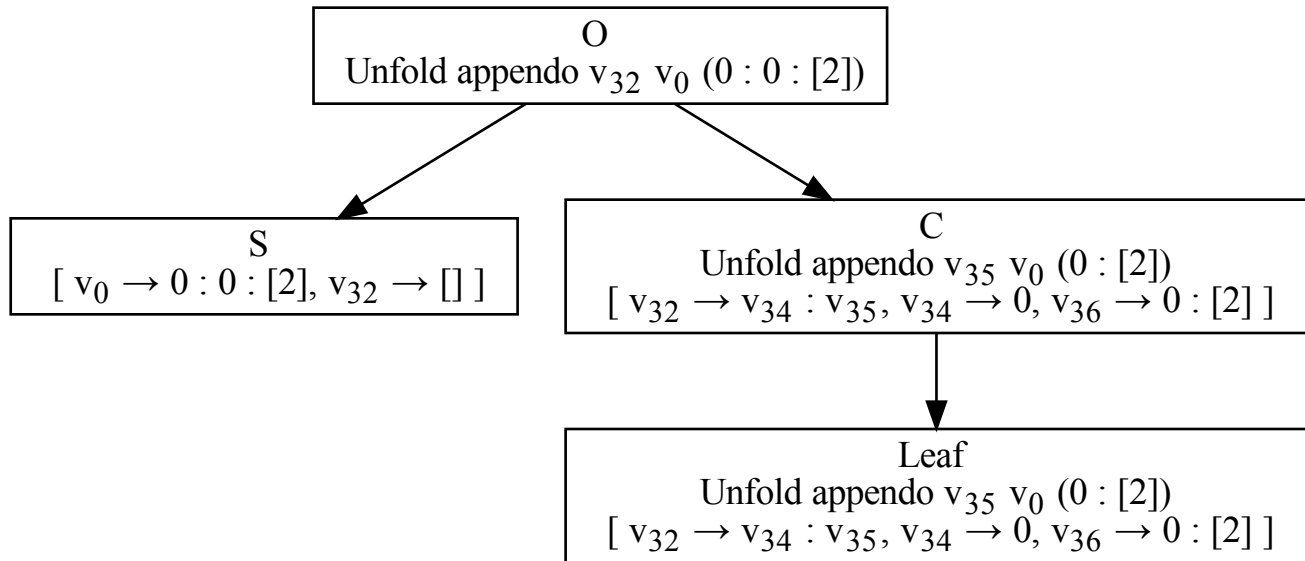 O
Unfold appendo v₃₂ v₀ (0 : 0 : [2])
S
[ v₀ → 0 : 0 : [2], v₃₂ → [] ]
C
Unfold appendo v₃₅ v₀ (0 : [2])
[ v₃₂ → v₃₄ : v₃₅, v₃₄ → 0, v₃₆ → 0 : [2] ]
Leaf
Unfold appendo v₃₅ v₀ (0 : [2])
[ v₃₂ → v₃₄ : v₃₅, v₃₄ → 0, v₃₆ → 0 : [2] ]